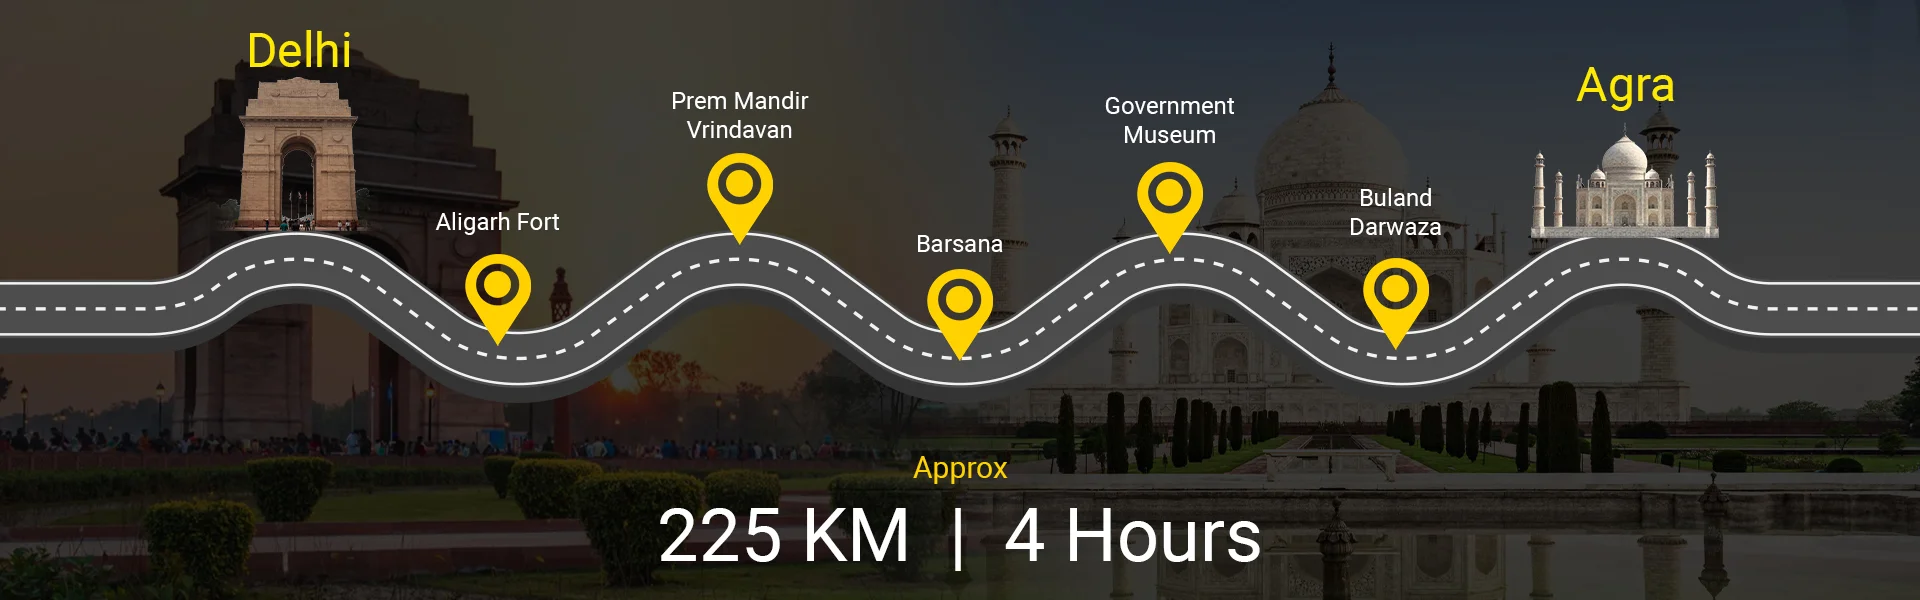 Delhi
Aligarh Fort
Prem Mandir
Vrindavan
Barsana
Government
Museum
Buland
Darwaza
Agra
Approx
225 KM | 4 Hours